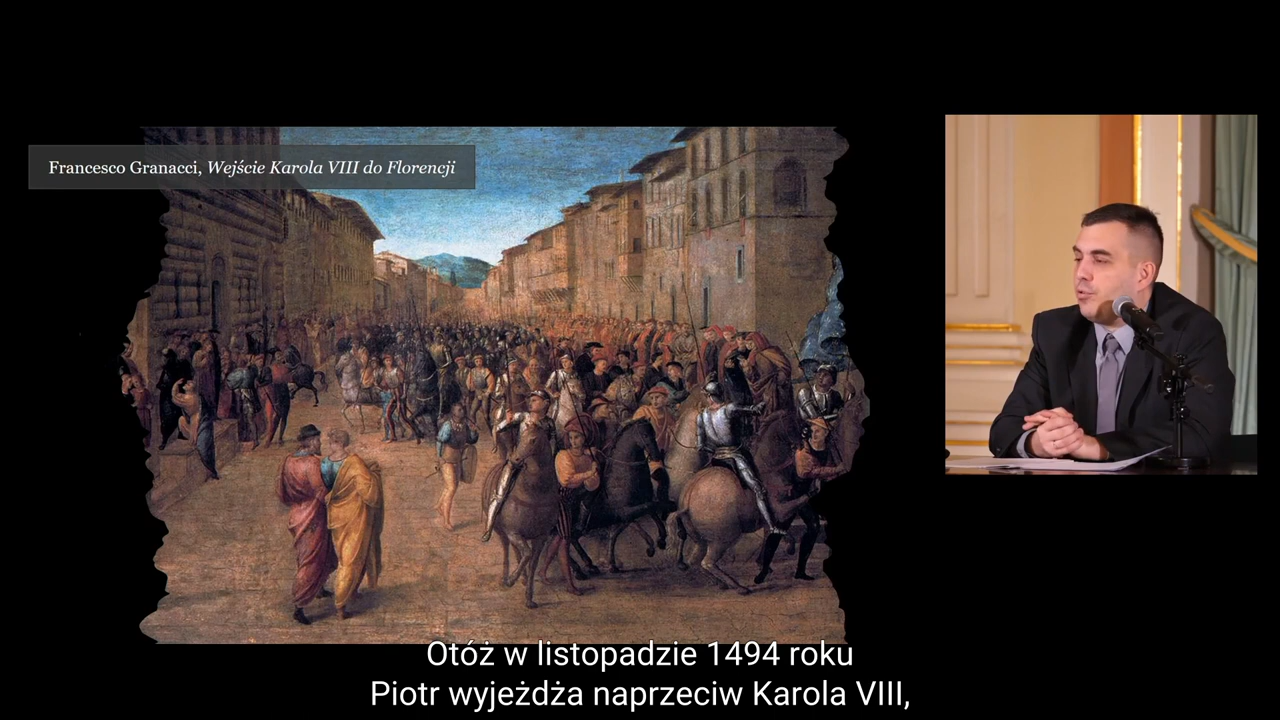 Francesco Granacci, Wejście Karola VIII do Florencji
Otóż w listopadzie 1494 roku
Piotr wyjeżdża naprzeciw Karola VIII,